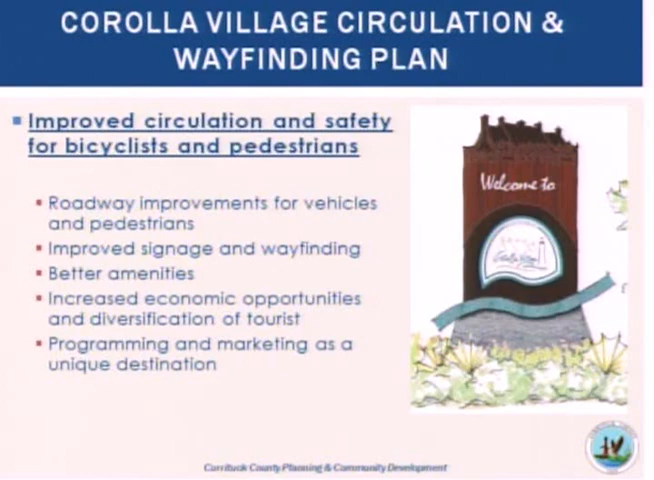 COROLLA VILLAGE CIRCULATION &
WAYFINDING PLAN
Improved circulation and safety
for bicyclists and pedestrians
Roadway improvements for vehicles
and pedestrians
Improved signage and wayfinding
Better amenities
Increased economic opportunities
and diversification of tourist
Programming and marketing as a
unique destination
Welcome to
Currituck County Planning & Community Development